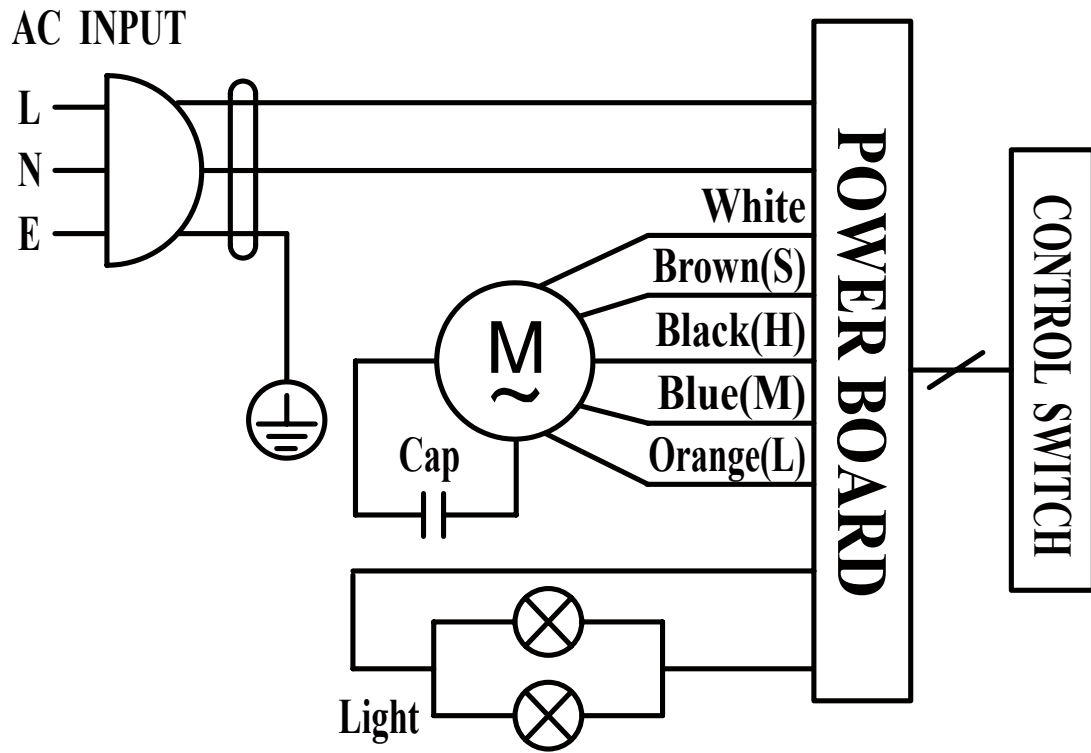 AC INPUT
L
N
E
White
Brown(S)
Black(H)
Blue(M)
Orange(L)
M
~
Cap
Light
POWER BOARD
CONTROL SWITCH